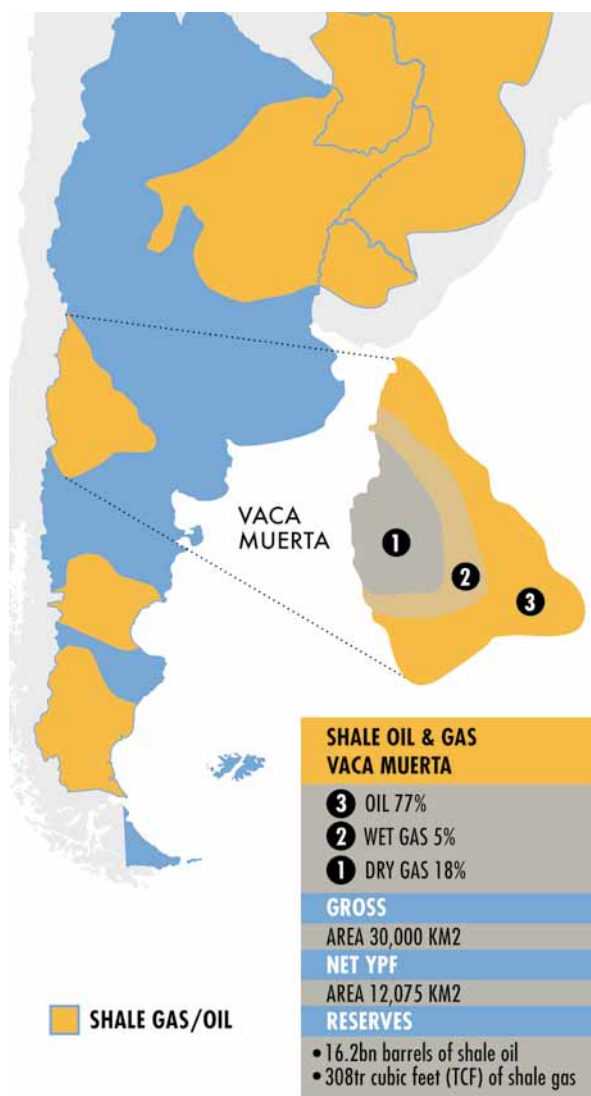 VACA
MUERTA
1
2
3
SHALE OIL & GAS
VACA MUERTA
3 OIL 77%
2 WET GAS 5%
1 DRY GAS 18%
GROSS
AREA 30,000 KM2
NET YPF
AREA 12,075 KM2
RESERVES
• 16.2bn barrels of shale oil
• 308tr cubic feet (TCF) of shale gas
SHALE GAS/OIL